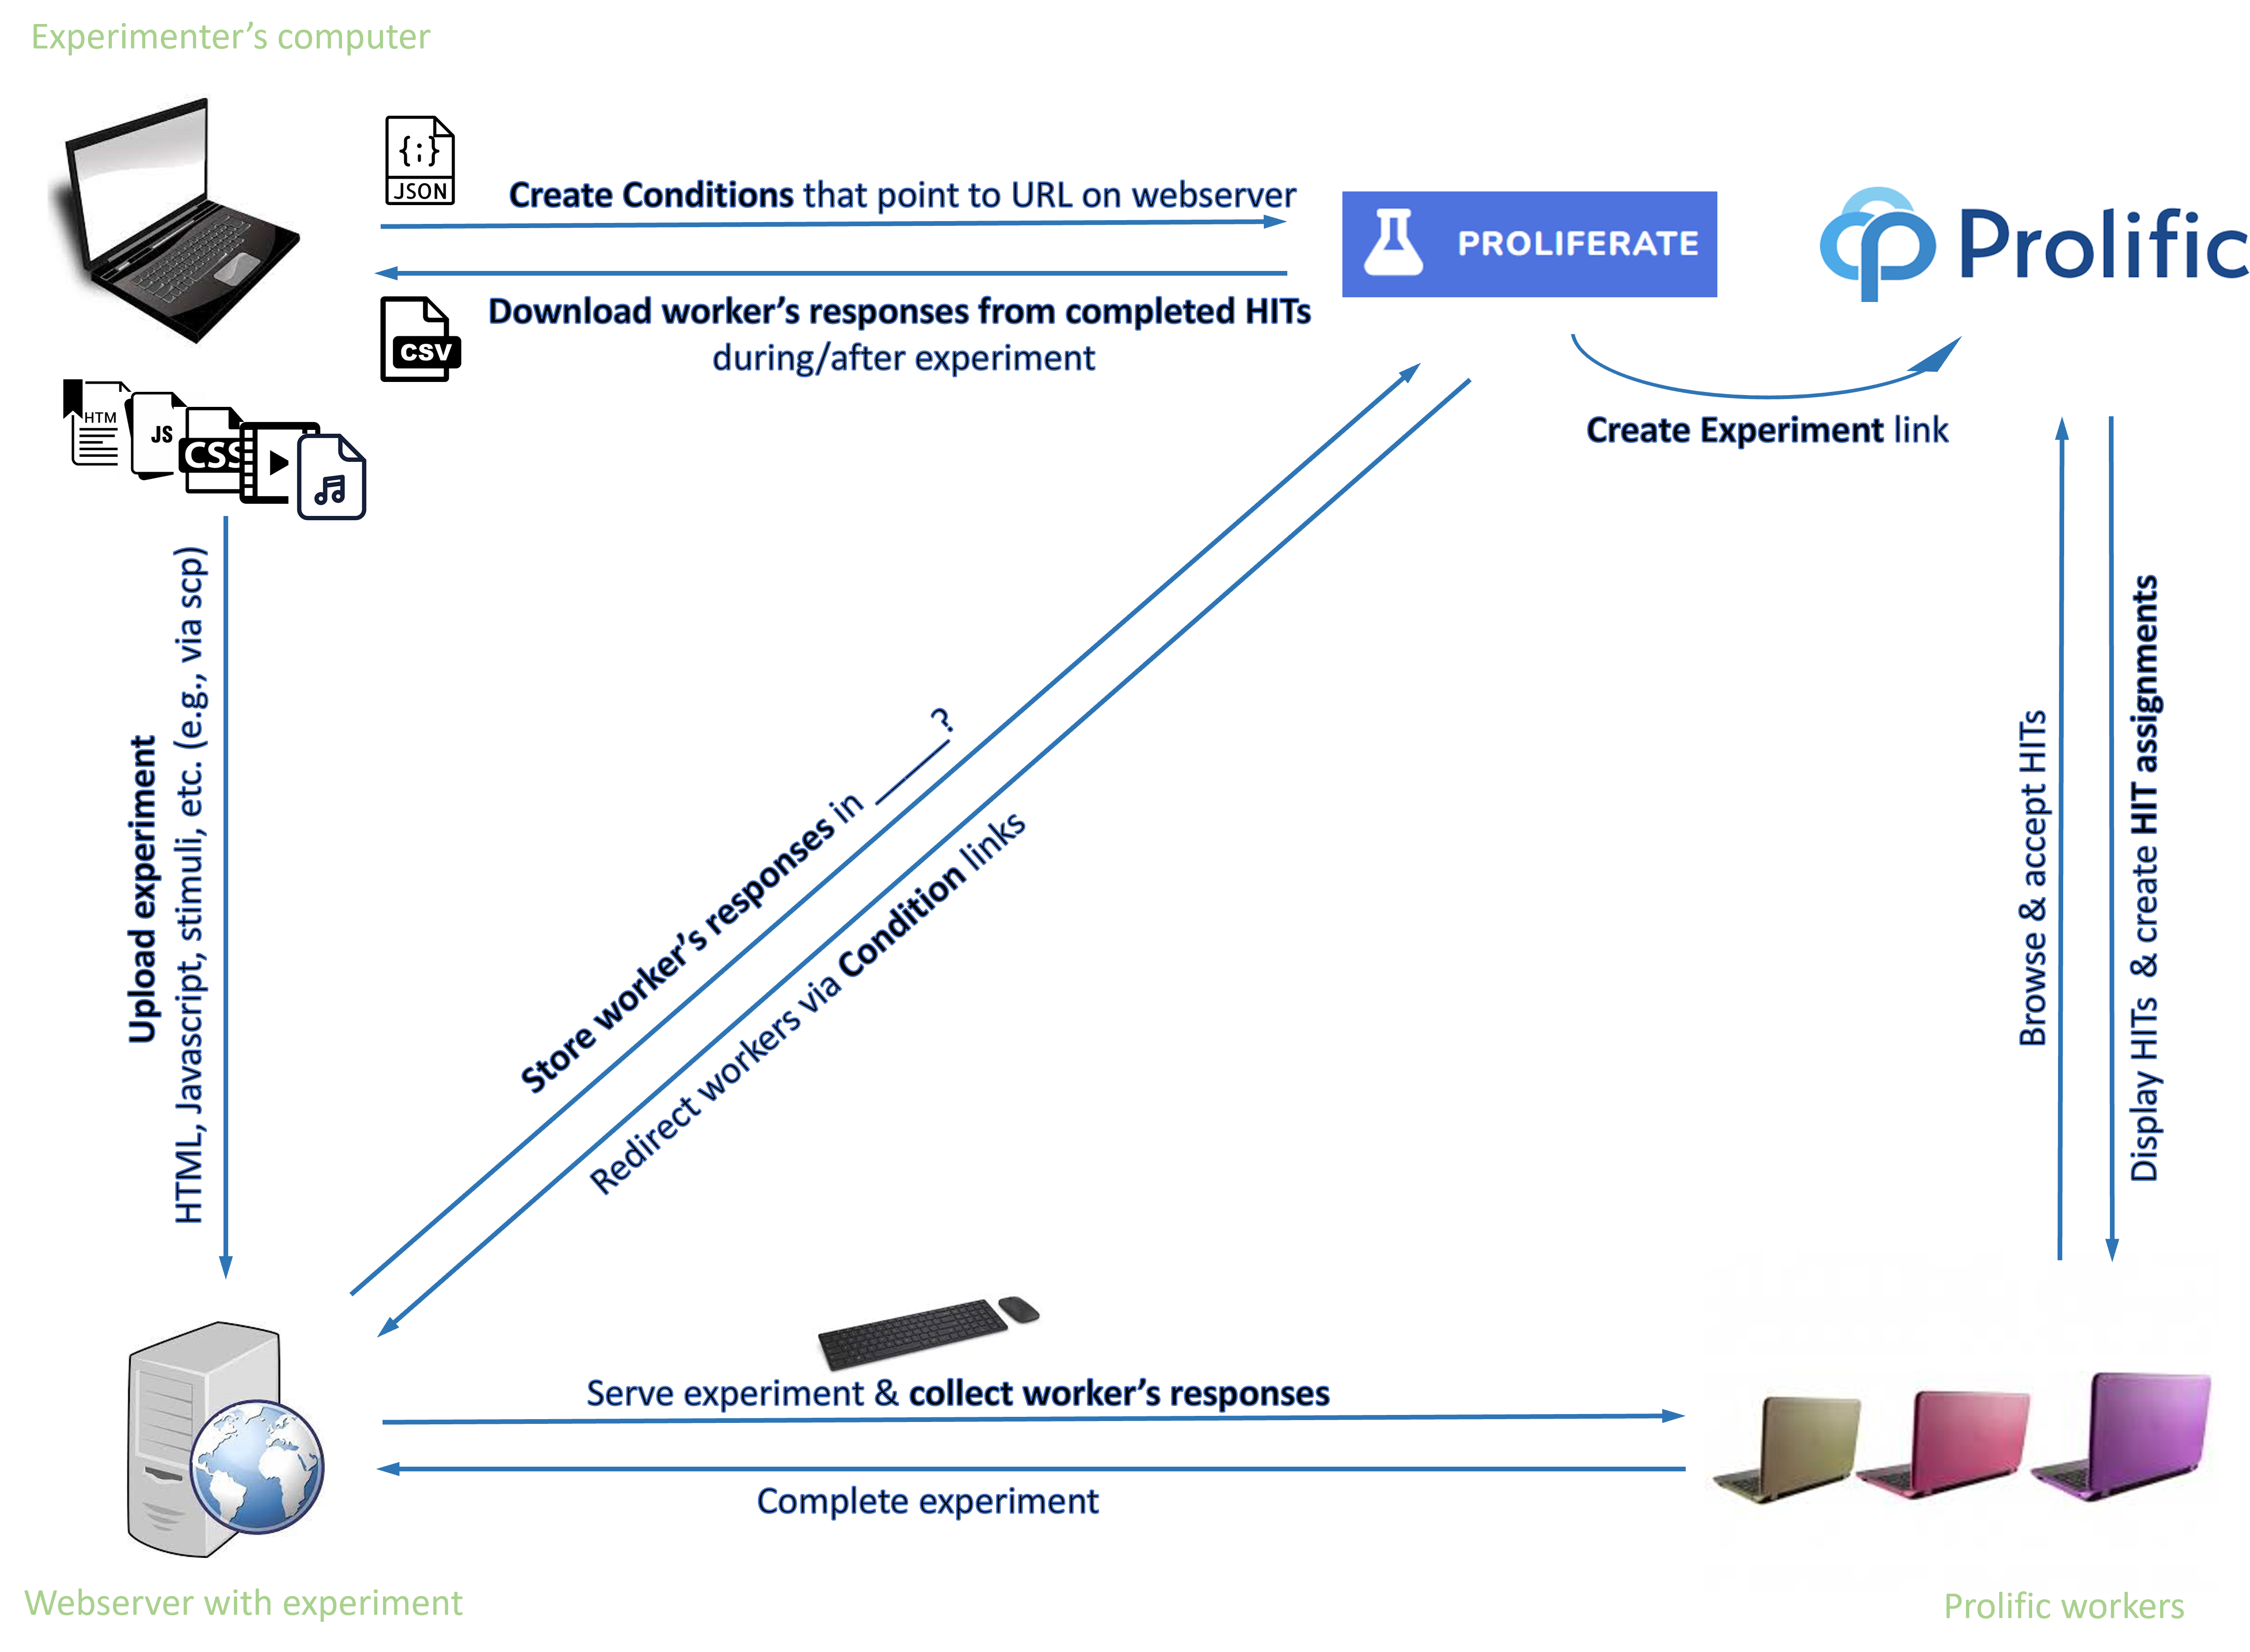 Experimenter’s computer
{;}
JSON
Create Conditions that point to URL on webserver
PROLIFERATE
Prolific
Download worker’s responses from completed HITs
during/after experiment
CSV
HTM
JS
CSS
Create Experiment link
Upload experiment
HTML, Javascript, stimuli, etc. (e.g., via scp)
Store worker’s responses in ______?
Redirect workers via Condition links
Browse & accept HITs
Display HITs & create HIT assignments
Serve experiment & collect worker’s responses
Complete experiment
Webserver with experiment
Prolific workers